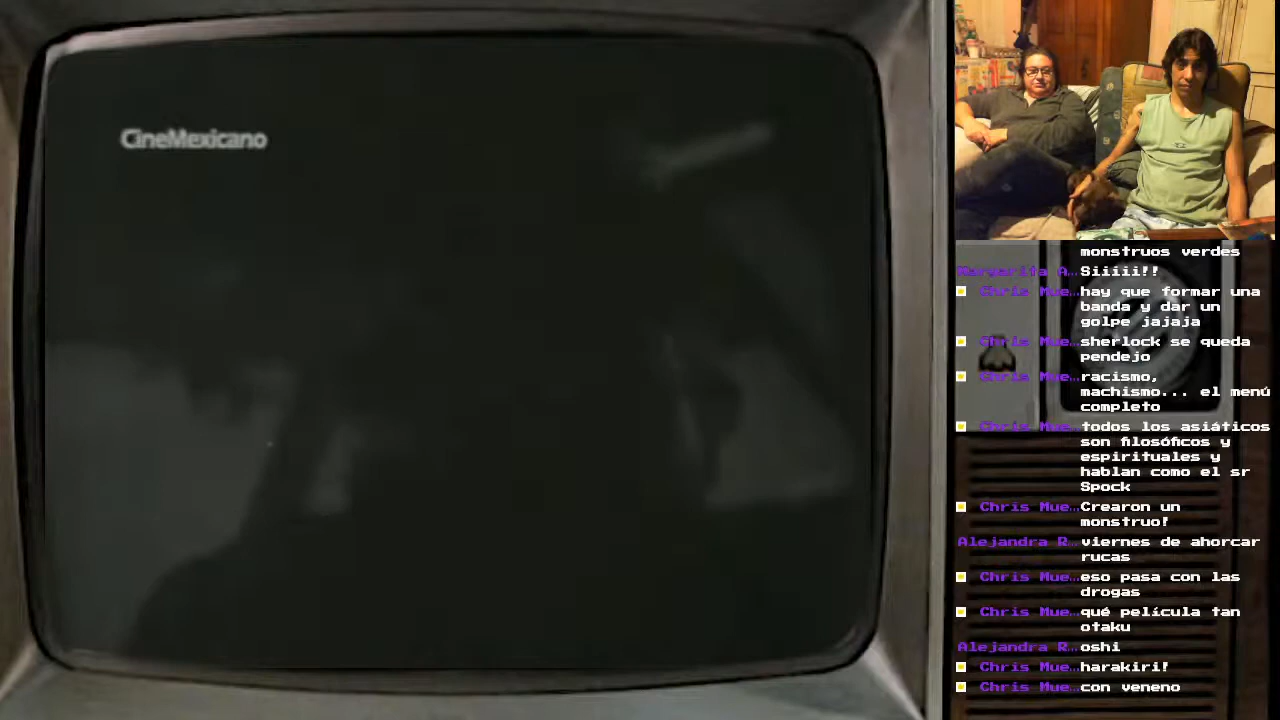 CineMexicano
monstruos verdes
Margarita A… Siiiii!!
Chris Mue… hay que formar una
banda y dar un
golpe jajaja
Chris Mue… sherlock se queda
pendejo
Chris Mue… racismo,
machismo... el menú
completo
Chris Mue… todos los asiáticos
son filosóficos y
espirituales y
hablan como el sr
Spock
Chris Mue… Crearon un
monstruo!
Alejandra R… viernes de ahorcar
rucas
Chris Mue… eso pasa con las
drogas
Chris Mue… qué película tan
otaku
Alejandra R… oshi
Chris Mue… harakiri!
Chris Mue… con veneno